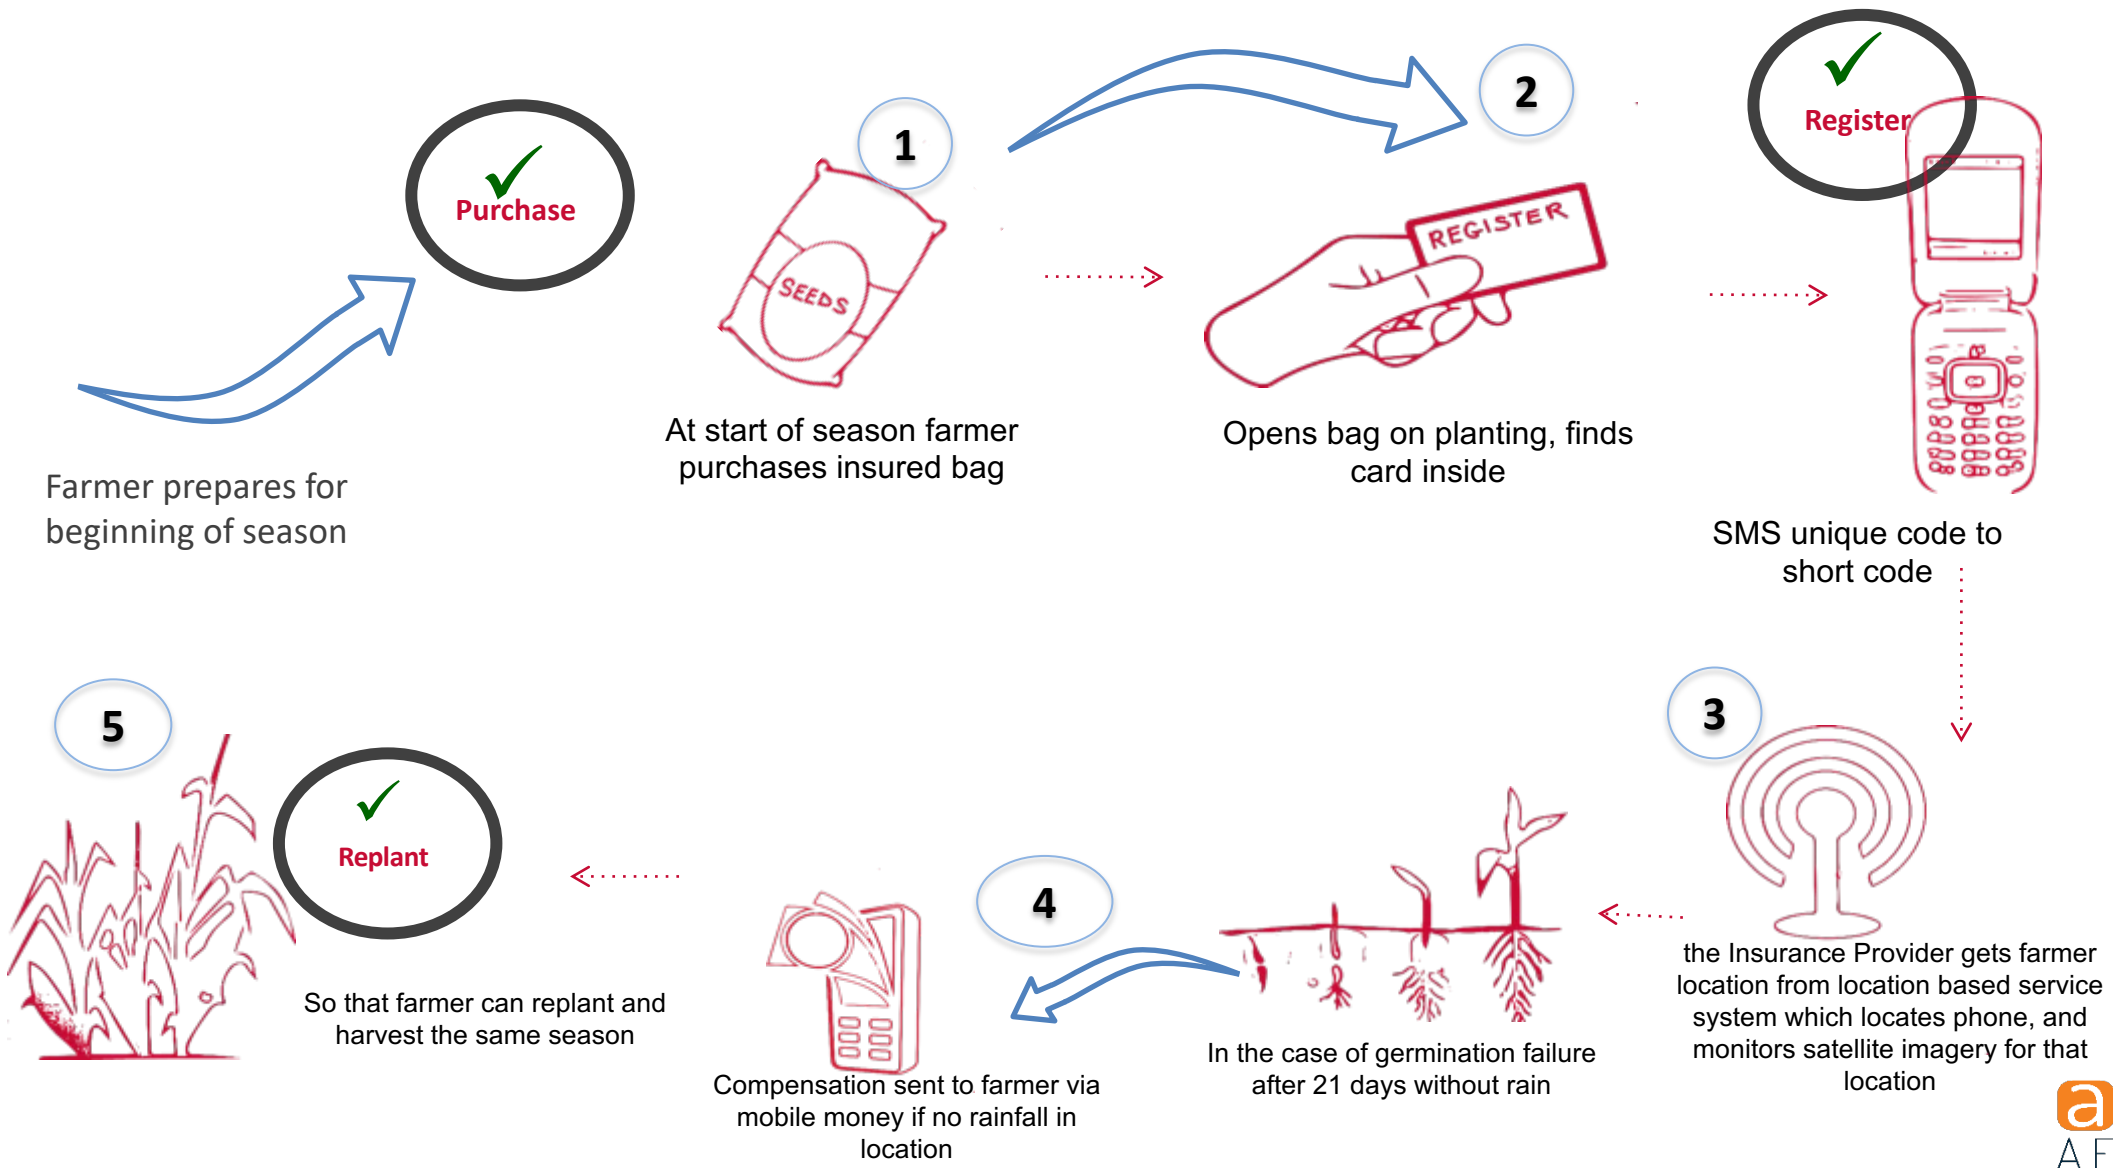 Purchase
1
SEEDS
At start of season farmer
purchases insured bag
2
REGISTER
Opens bag on planting, finds
card inside
Register
SMS unique code to
short code
Farmer prepares for
beginning of season
3
the Insurance Provider gets farmer
location from location based service
system which locates phone, and
monitors satellite imagery for that
location
In the case of germination failure
after 21 days without rain
4
Compensation sent to farmer via
mobile money if no rainfall in
location
5
Replant
So that farmer can replant and
harvest the same season
a